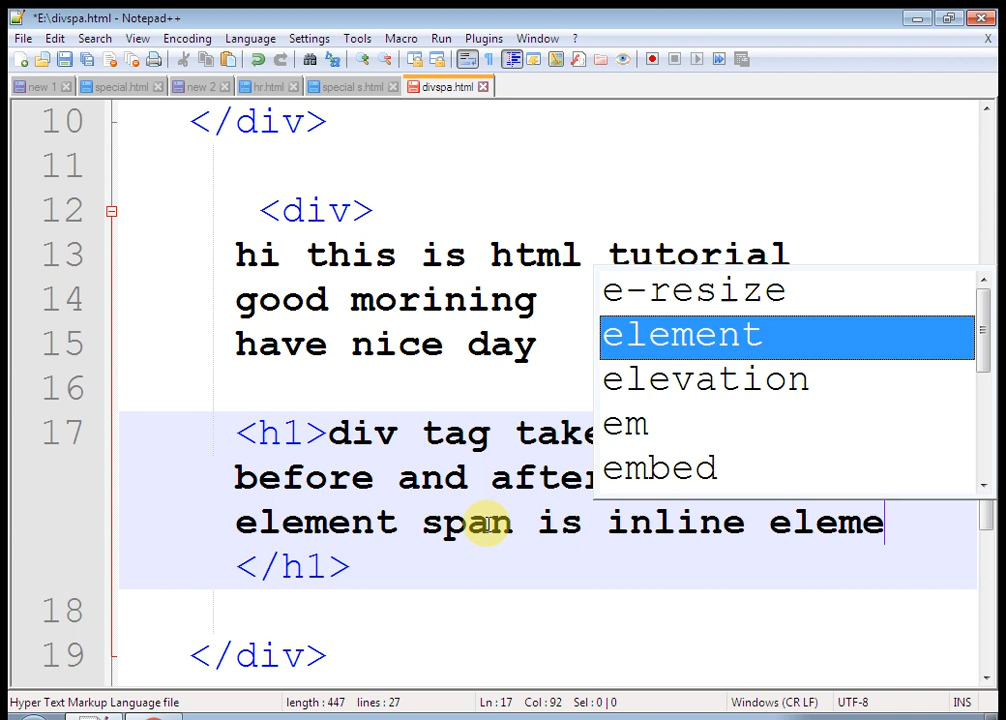 *E:\divspa.html - Notepad++
File Edit Search View Encoding Language Settings Tools Macro Run Plugins Window ? X
new 1 special.html new 2 hr.html special s.html divspa.html
10 </div>
11
12 <div>
13 hi this is html tutorial
14 good morining
15 have nice day
16
17 <h1>div tag take
before and after
element span is inline eleme
</h1>
18
19 </div>
e-resize
element
elevation
em
embed
Hyper Text Markup Language file length : 447 lines : 27 Ln : 17 Col : 92 Sel : 0 | 0 Windows (CR LF) UTF-8 INS